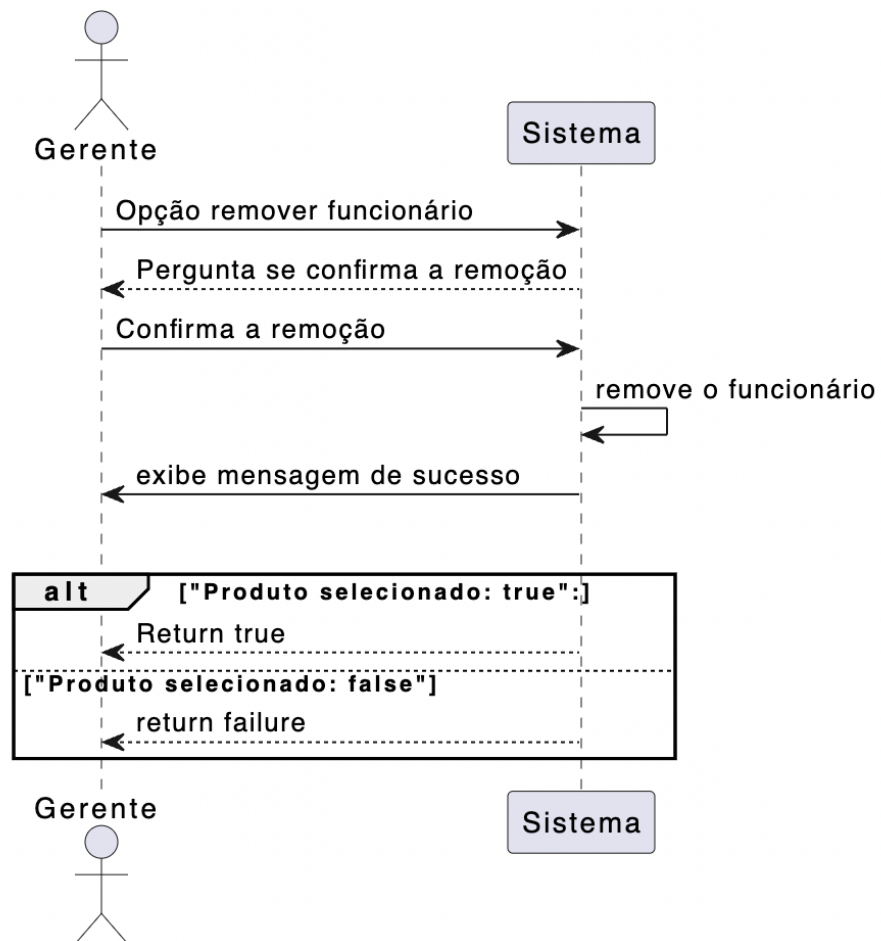 Gerente
Sistema
Opção remover funcionário
Pergunta se confirma a remoção
Confirma a remoção
remove o funcionário
exibe mensagem de sucesso
alt ["Produto selecionado: true":]
Return true
["Produto selecionado: false"]
return failure
Gerente
Sistema